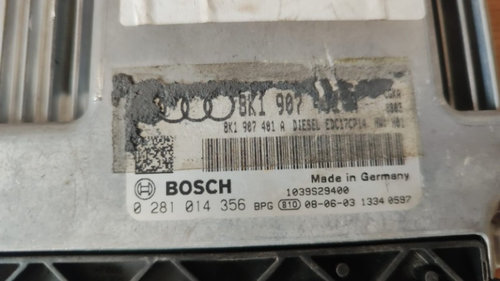 8K1 907
8K1 907 401 A DIESEL EDC17CP14 H01
Made in Germany
BOSCH
1039S29400
0 281 014 356 BPG 810 08-06-03 1334 0597